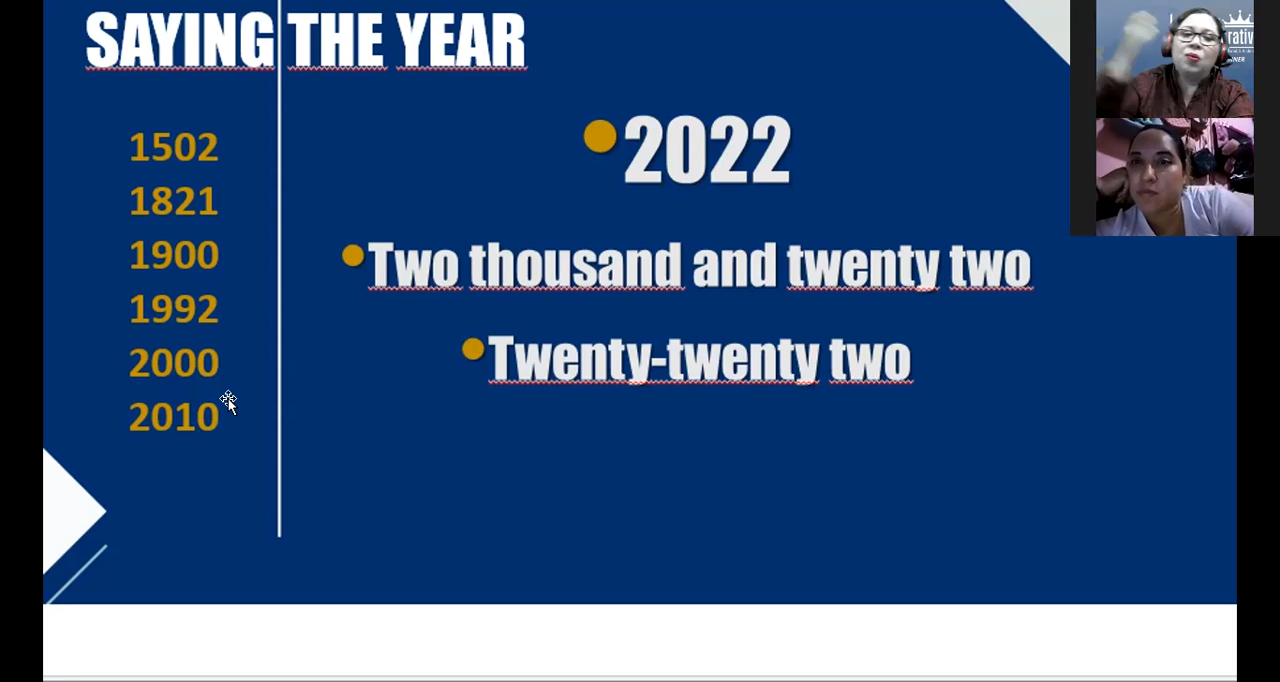 SAYING THE YEAR
1502
1821
1900
1992
2000
2010
2022
Two thousand and twenty two
Twenty-twenty two